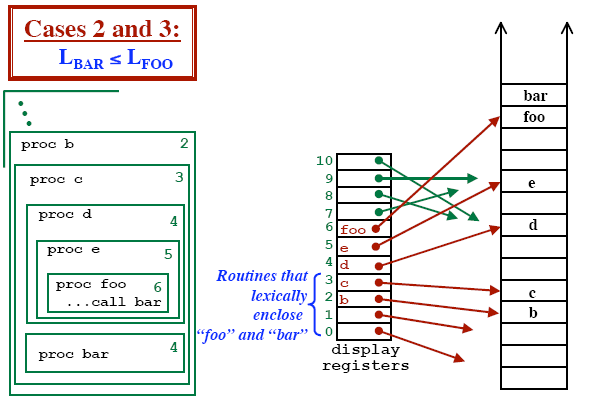 Cases 2 and 3:
L_BAR ≤ L_FOO
proc b 2
proc c 3
proc d 4
proc e 5
proc foo 6
...call bar
proc bar 4
Routines that
lexically
enclose
“foo” and “bar”
10
9
8
7
6 foo
5 e
4 d
3 c
2 b
1
0
display
registers
bar
foo
e
d
c
b